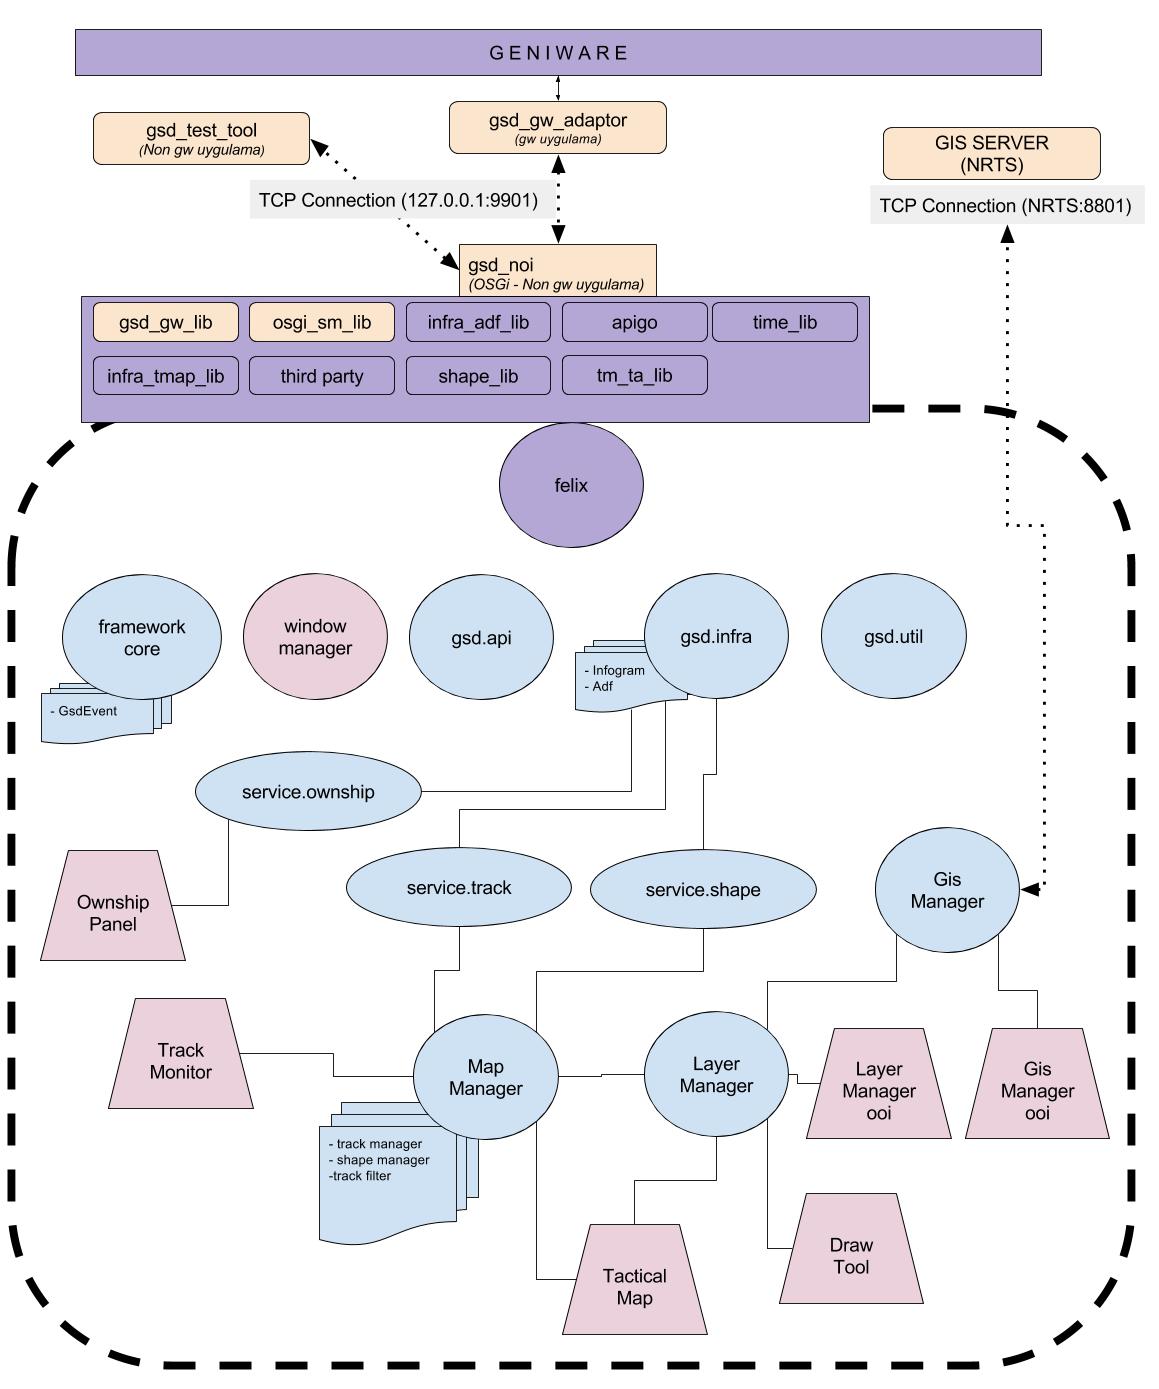 GENIWARE
gsd_test_tool
(Non gw uygulama)
gsd_gw_adaptor
(gw uygulama)
GIS SERVER
(NRTS)
TCP Connection (127.0.0.1:9901)
TCP Connection (NRTS:8801)
gsd_noi
(OSGi - Non gw uygulama)
gsd_gw_lib
osgi_sm_lib
infra_adf_lib
apigo
time_lib
infra_tmap_lib
third party
shape_lib
tm_ta_lib
felix
framework
core
window
manager
gsd.api
gsd.infra
gsd.util
- Infogram
- Adf
- GsdEvent
service.ownship
service.track
service.shape
Gis
Manager
Ownship
Panel
Track
Monitor
Map
Manager
Layer
Manager
Layer
Manager
ooi
Gis
Manager
ooi
- track manager
- shape manager
-track filter
Tactical
Map
Draw
Tool